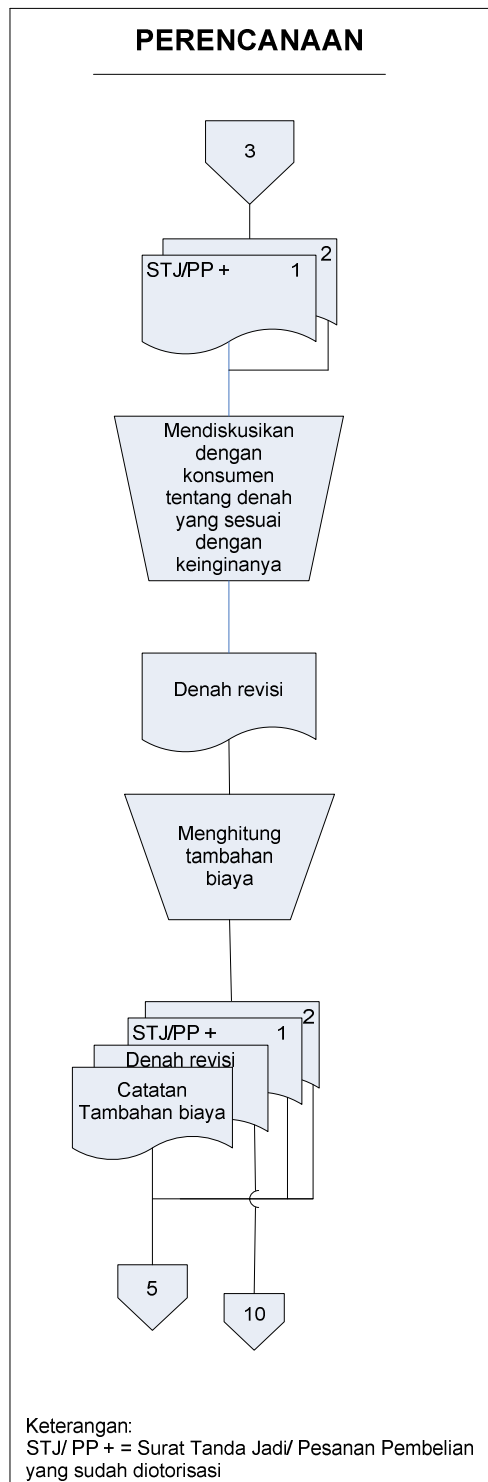 PERENCANAAN
3
2
STJ/PP + 1
Mendiskusikan
dengan
konsumen
tentang denah
yang sesuai
dengan
keinginanya
Denah revisi
Menghitung
tambahan
biaya
2
STJ/PP + 1
Denah revisi
Catatan
Tambahan biaya
5
10
Keterangan:
STJ/ PP + = Surat Tanda Jadi/ Pesanan Pembelian
yang sudah diotorisasi